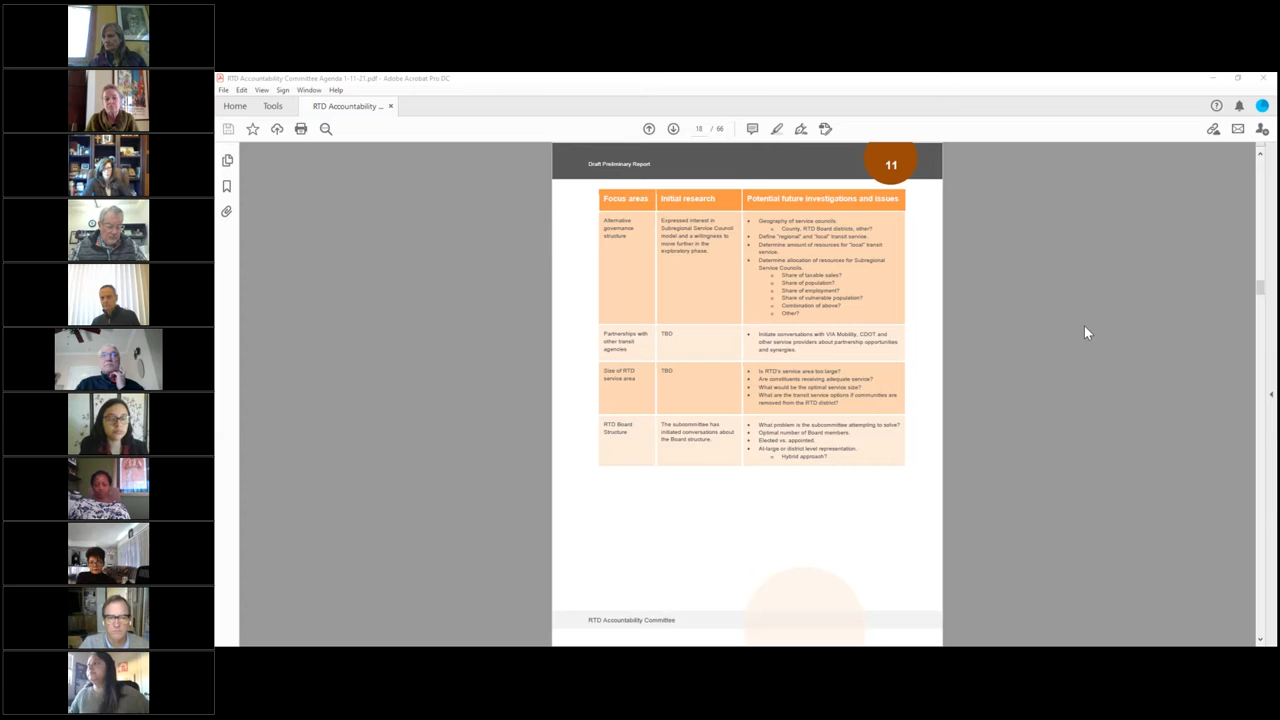 RTD Accountability Committee Agenda 1-11-21.pdf - Adobe Acrobat Pro DC
File Edit View Sign Window Help
Home Tools RTD Accountability ... ×
18 / 66
Draft Preliminary Report
11
Focus areas Initial research Potential future investigations and issues
Alternative
governance
structure
Expressed interest in
Subregional Service Council
model and a willingness to
move further in the
exploratory phase.
• Geography of service councils.
o County, RTD Board districts, other?
• Define "regional" and "local" transit service.
• Determine amount of resources for "local" transit
service.
• Determine allocation of resources for Subregional
Service Councils.
o Share of taxable sales?
o Share of population?
o Share of employment?
o Share of vulnerable population?
o Combination of above?
o Other?
Partnerships with
other transit
agencies
TBD
• Initiate conversations with VIA Mobility, CDOT and
other service providers about partnership opportunities
and synergies.
Size of RTD
service area
TBD
• Is RTD's service area too large?
• Are constituents receiving adequate service?
• What would be the optimal service size?
• What are the transit service options if communities are
removed from the RTD district?
RTD Board
Structure
The subcommittee has
initiated conversations about
the Board structure.
• What problem is the subcommittee attempting to solve?
• Optimal number of Board members.
• Elected vs. appointed.
• At-large or district level representation.
o Hybrid approach?
RTD Accountability Committee